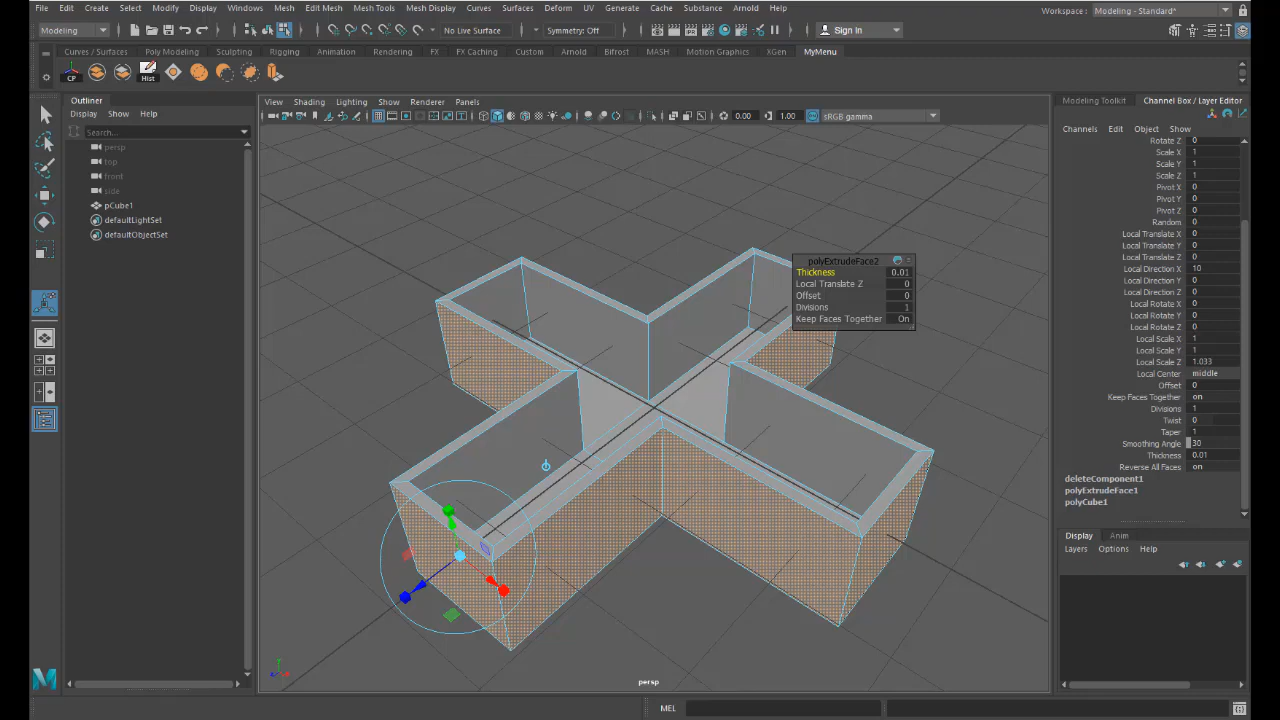 File Edit Create Select Modify Display Windows Mesh Edit Mesh Mesh Tools Mesh Display Curves Surfaces Deform UV Generate Cache Substance Arnold Help
Workspace : Modeling - Standard*
Modeling
No Live Surface
Symmetry: Off
Sign In
Curves / Surfaces Poly Modeling Sculpting Rigging Animation Rendering FX FX Caching Custom Arnold Bifrost MASH Motion Graphics XGen MyMenu
CP
Hist
Outliner
Display Show Help
Search...
persp
top
front
side
pCube1
defaultLightSet
defaultObjectSet
View Shading Lighting Show Renderer Panels
0.00
1.00
sRGB gamma
polyExtrudeFace2
Thickness 0.01
Local Translate Z 0
Offset 0
Divisions 1
Keep Faces Together On
persp
Modeling Toolkit Channel Box / Layer Editor
Channels Edit Object Show
Rotate Z 0
Scale X 1
Scale Y 1
Scale Z 1
Pivot X 0
Pivot Y 0
Pivot Z 0
Random 0
Local Translate X 0
Local Translate Y 0
Local Translate Z 0
Local Direction X 10
Local Direction Y 0
Local Direction Z 0
Local Rotate X 0
Local Rotate Y 0
Local Rotate Z 0
Local Scale X 1
Local Scale Y 1
Local Scale Z 1.033
Local Center middle
Offset 0
Keep Faces Together on
Divisions 1
Twist 0
Taper 1
Smoothing Angle 30
Thickness 0.01
Reverse All Faces on
deleteComponent1
polyExtrudeFace1
polyCube1
Display Anim
Layers Options Help
MEL